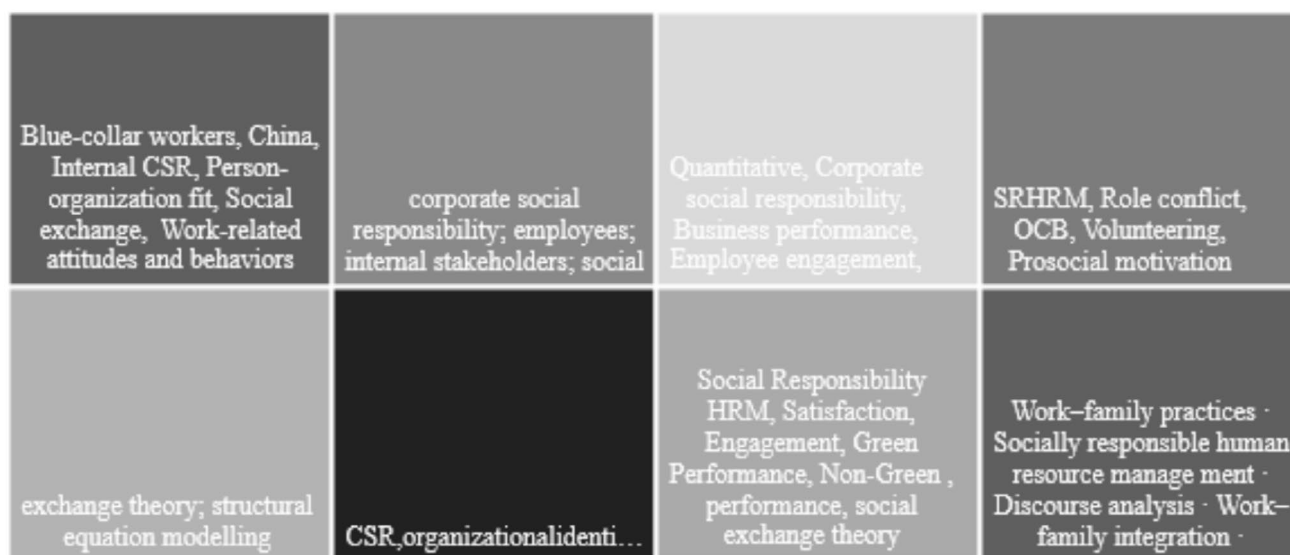 Blue-collar workers, China,
Internal CSR, Person-
organization fit, Social
exchange, Work-related
attitudes and behaviors
corporate social
responsibility; employees;
internal stakeholders; social
Quantitative, Corporate
social responsibility,
Business performance,
Employee engagement,
SRHRM, Role conflict,
OCB, Volunteering,
Prosocial motivation
exchange theory; structural
equation modelling
CSR,organizationalidenti…
Social Responsibility
HRM, Satisfaction,
Engagement, Green
Performance, Non-Green ,
performance, social
exchange theory
Work–family practices ·
Socially responsible human
resource manage ment ·
Discourse analysis · Work–
family integration ·